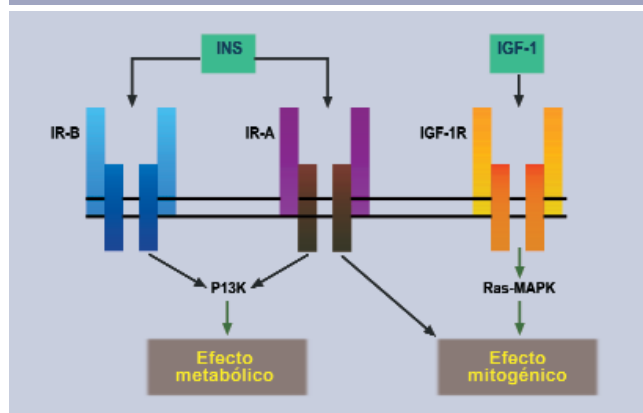 INS
IGF-1
IR-B
IR-A
IGF-1R
P13K
Ras-MAPK
Efecto
metabólico
Efecto
mitogénico